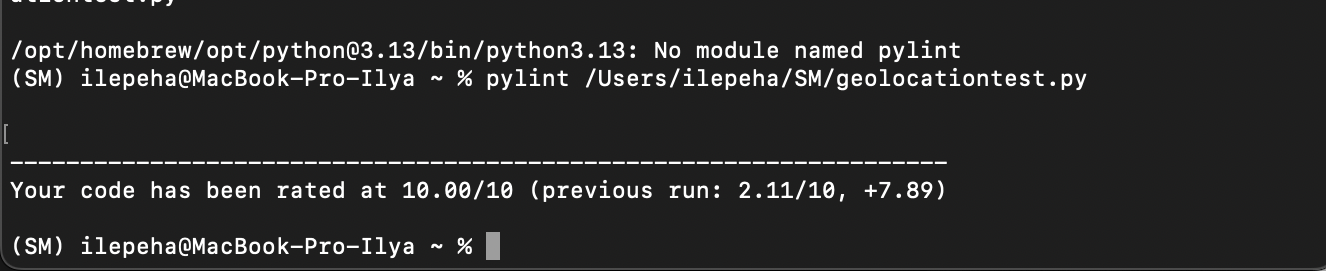 /opt/homebrew/opt/python@3.13/bin/python3.13: No module named pylint
(SM) ilepeha@MacBook-Pro-Ilya ~ % pylint /Users/ilepeha/SM/geolocationtest.py
[
--------------------------------------------------------------------
Your code has been rated at 10.00/10 (previous run: 2.11/10, +7.89)
(SM) ilepeha@MacBook-Pro-Ilya ~ %